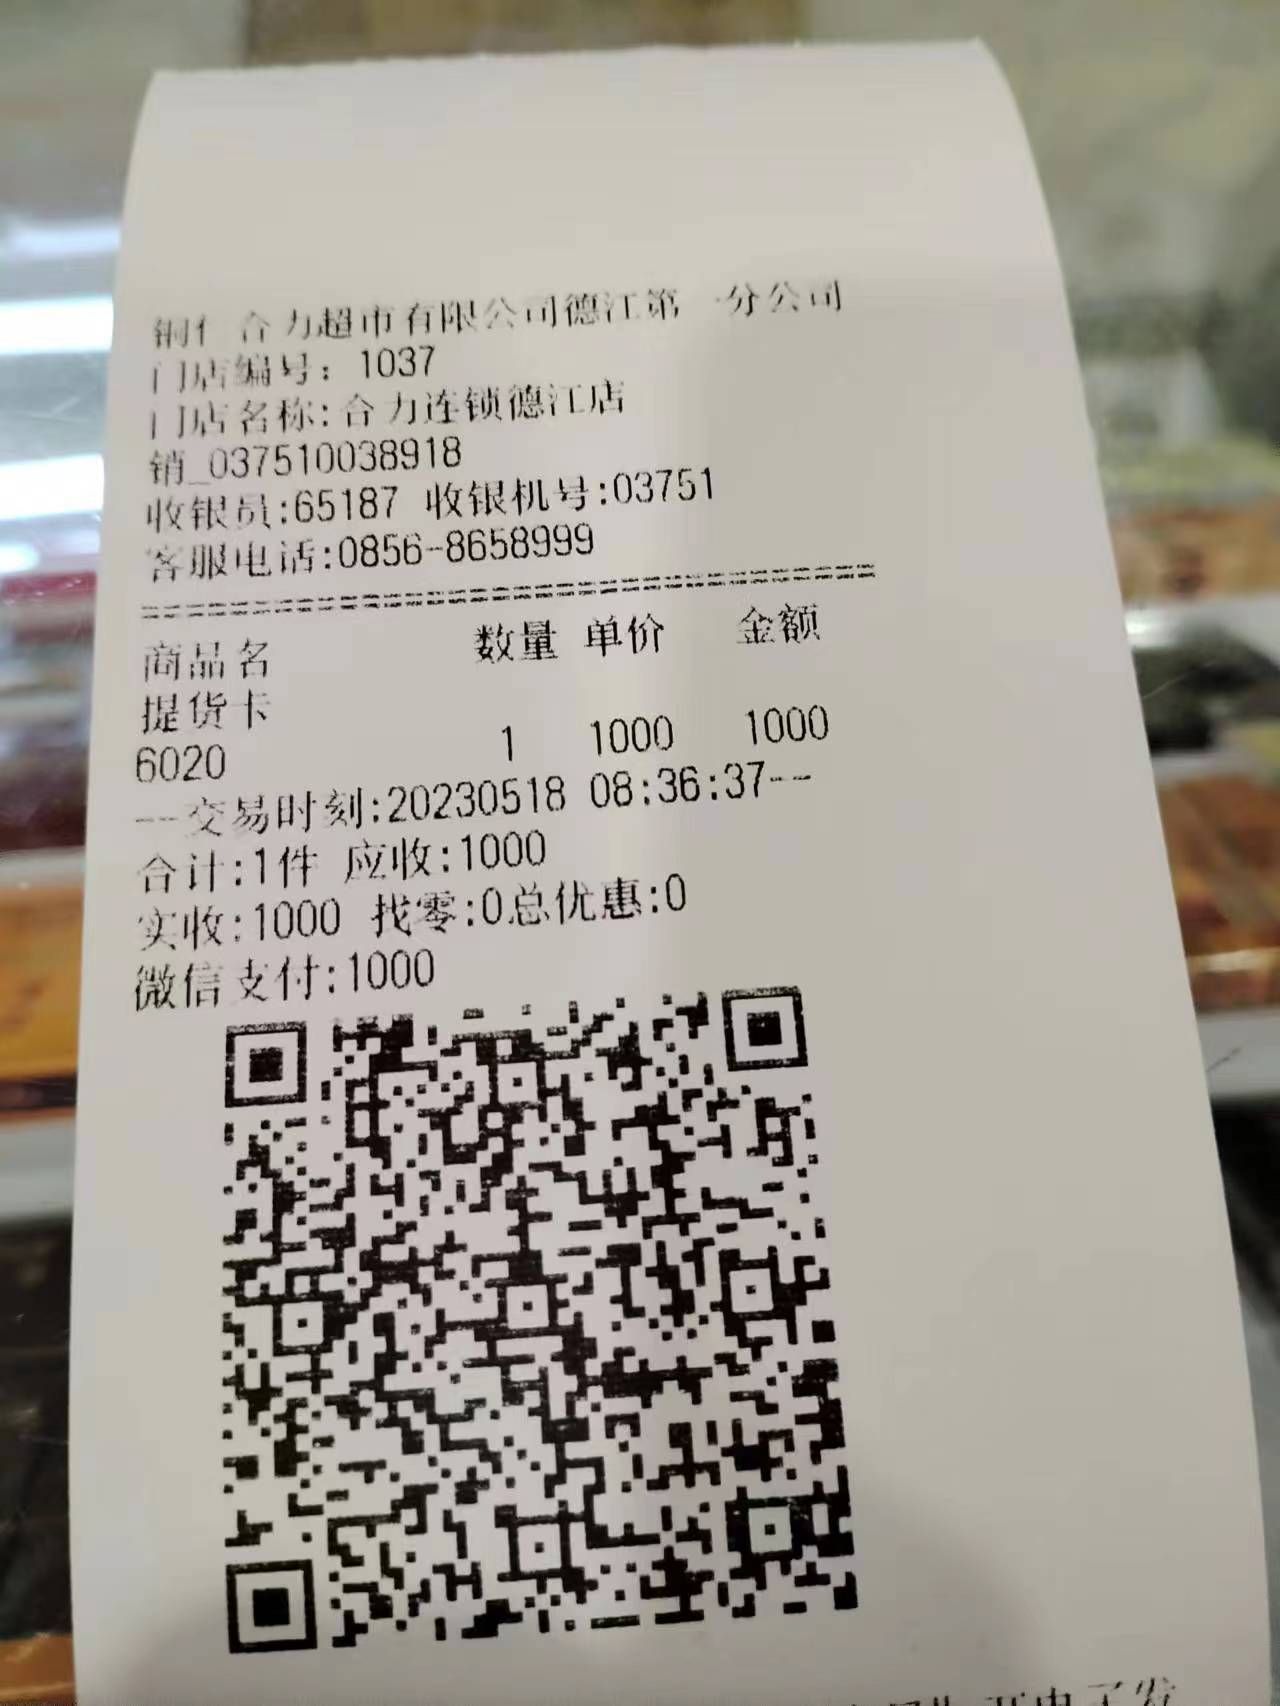 铜仁合力超市有限公司德江第一分公司
门店编号：1037
门店名称:合力连锁德江店
销_037510038918
收银员:65187 收银机号:03751
客服电话:0856-8658999
商品名 数量 单价 金额
提货卡
6020 1 1000 1000
--交易时刻:20230518 08:36:37--
合计:1件 应收:1000
实收:1000 找零:0总优惠:0
微信支付:1000
开电子发